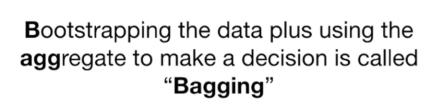 Bootstrapping the data plus using the
aggregate to make a decision is called
“Bagging”